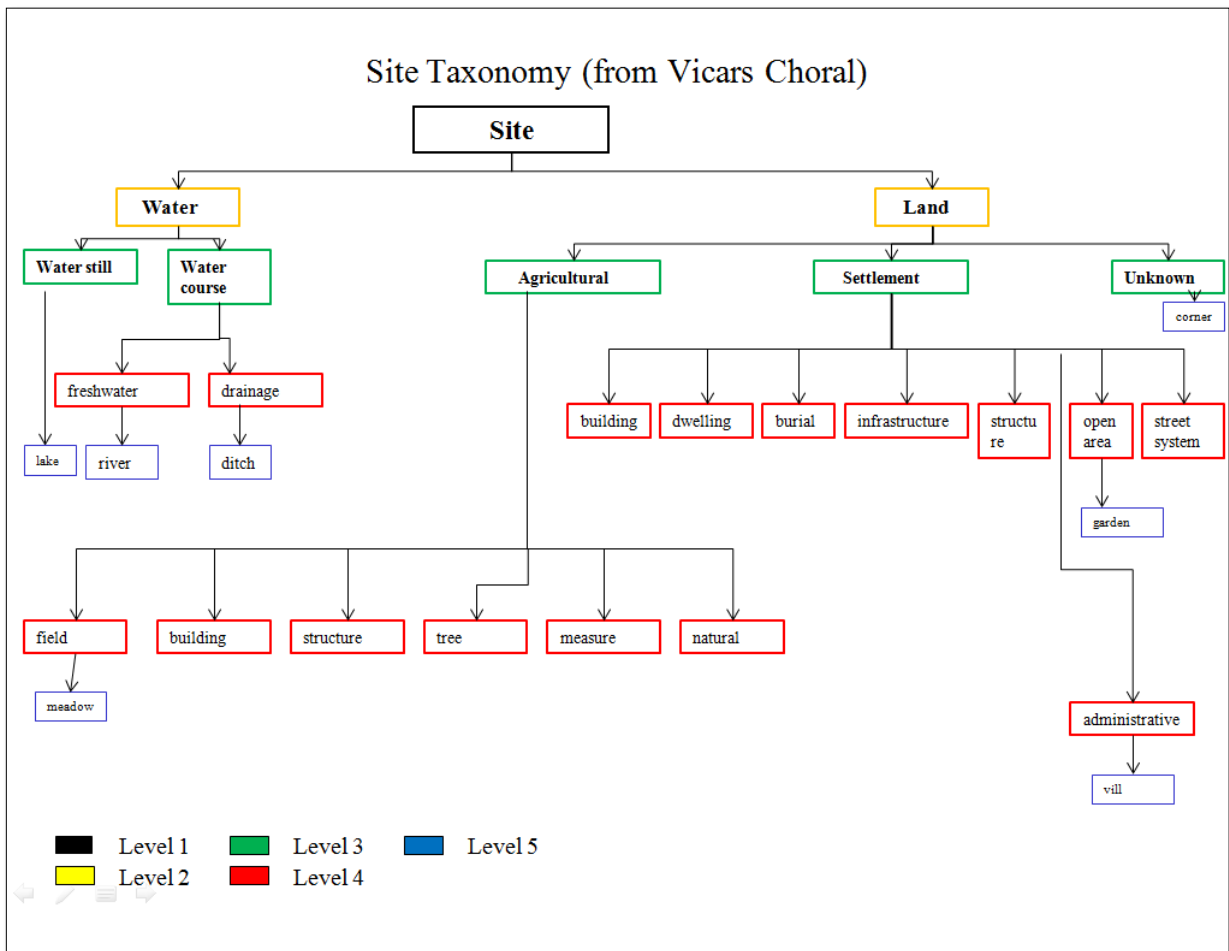 Site Taxonomy (from Vicars Choral)
Site
Water
Land
Water still
Water
course
Agricultural
Settlement
Unknown
corner
freshwater
drainage
building
dwelling
burial
infrastructure
structu
re
open
area
street
system
lake
river
ditch
garden
field
building
structure
tree
measure
natural
meadow
administrative
vill
Level 1
Level 3
Level 5
Level 2
Level 4